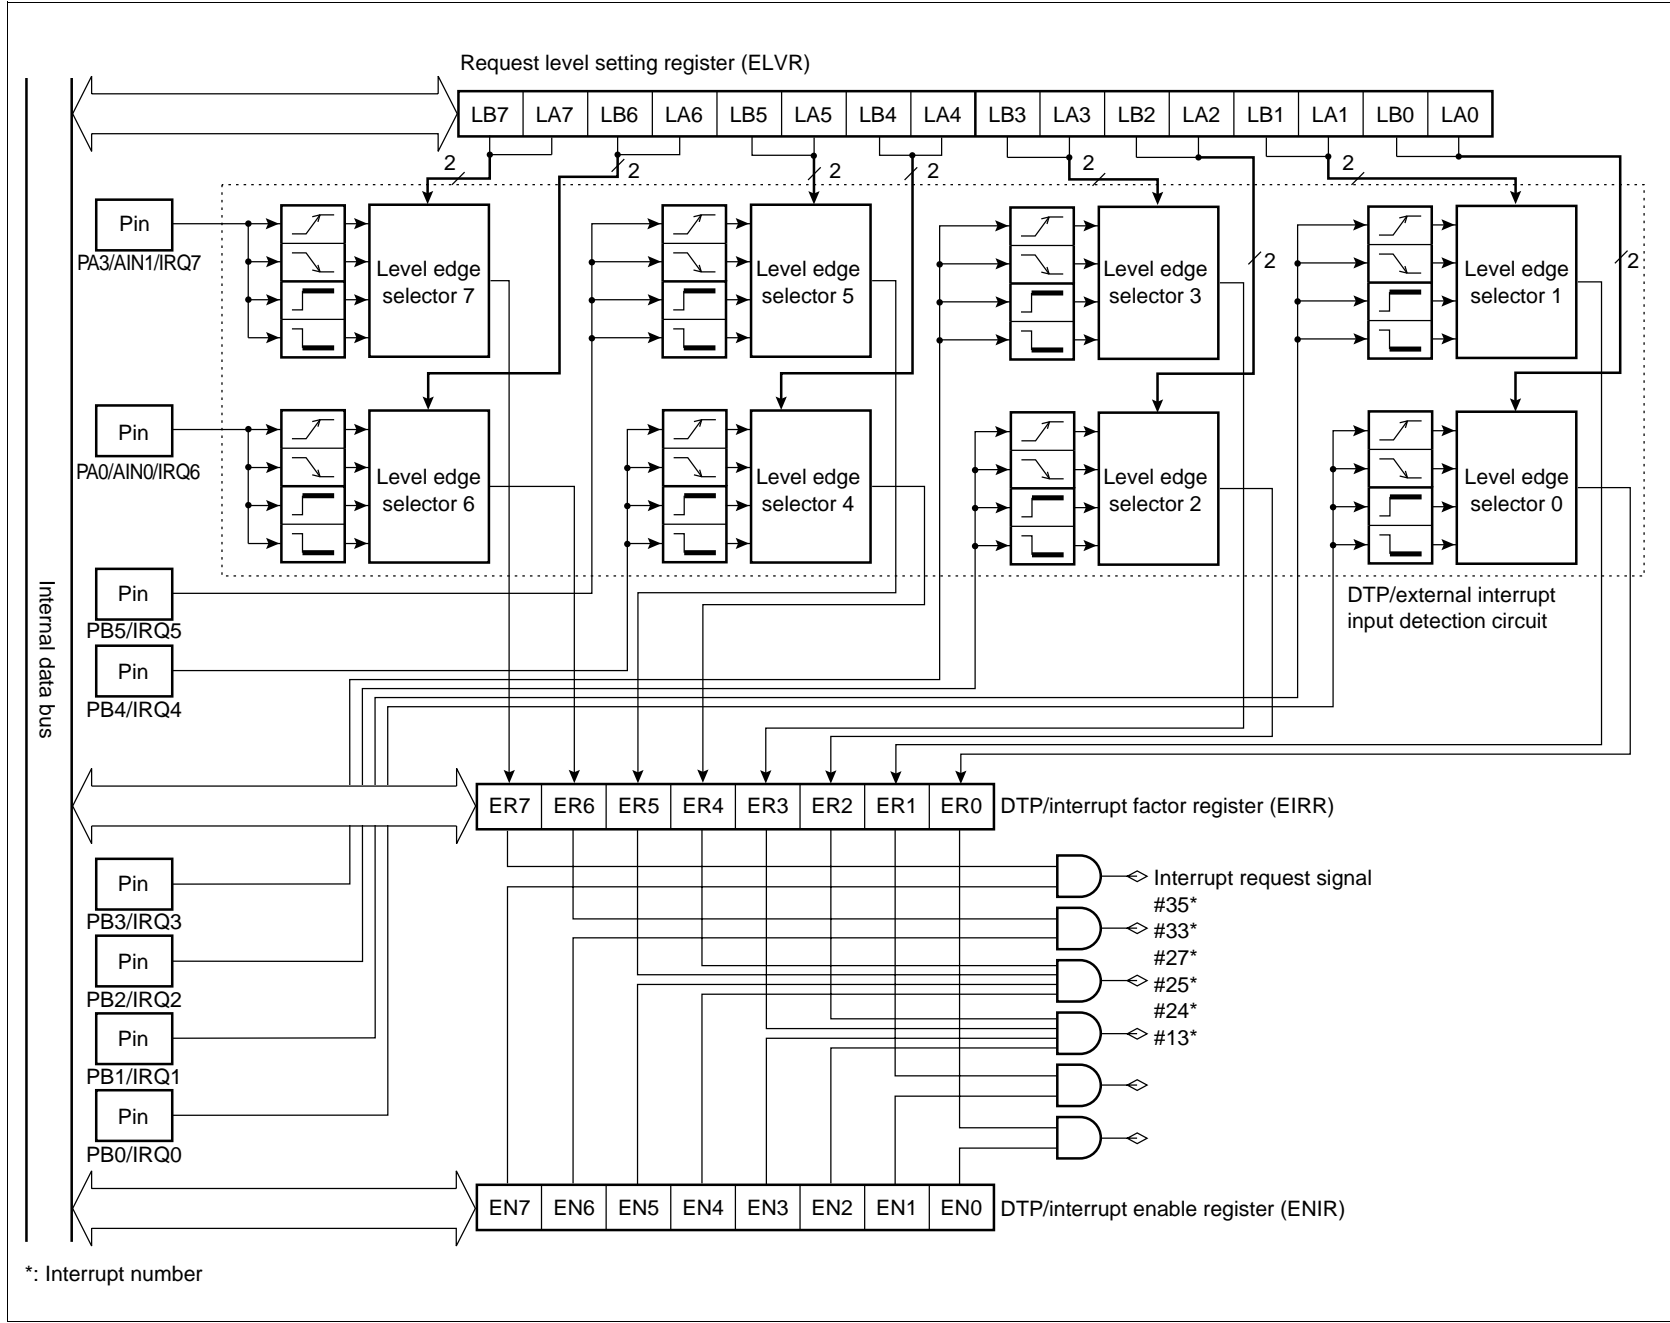 Request level setting register (ELVR)
LB7 LA7 LB6 LA6 LB5 LA5 LB4 LA4 LB3 LA3 LB2 LA2 LB1 LA1 LB0 LA0
2 2 2 2 2 2
Pin
PA3/AIN1/IRQ7
Level edge
selector 7
Level edge
selector 5
Level edge
selector 3
2
Level edge
selector 1
2
Pin
PA0/AIN0/IRQ6
Level edge
selector 6
Level edge
selector 4
Level edge
selector 2
Level edge
selector 0
DTP/external interrupt
input detection circuit
Internal data bus
Pin
PB5/IRQ5
Pin
PB4/IRQ4
ER7 ER6 ER5 ER4 ER3 ER2 ER1 ER0 DTP/interrupt factor register (EIRR)
Pin
PB3/IRQ3
Pin
PB2/IRQ2
Pin
PB1/IRQ1
Pin
PB0/IRQ0
Interrupt request signal
#35*
#33*
#27*
#25*
#24*
#13*
EN7 EN6 EN5 EN4 EN3 EN2 EN1 EN0 DTP/interrupt enable register (ENIR)
*: Interrupt number